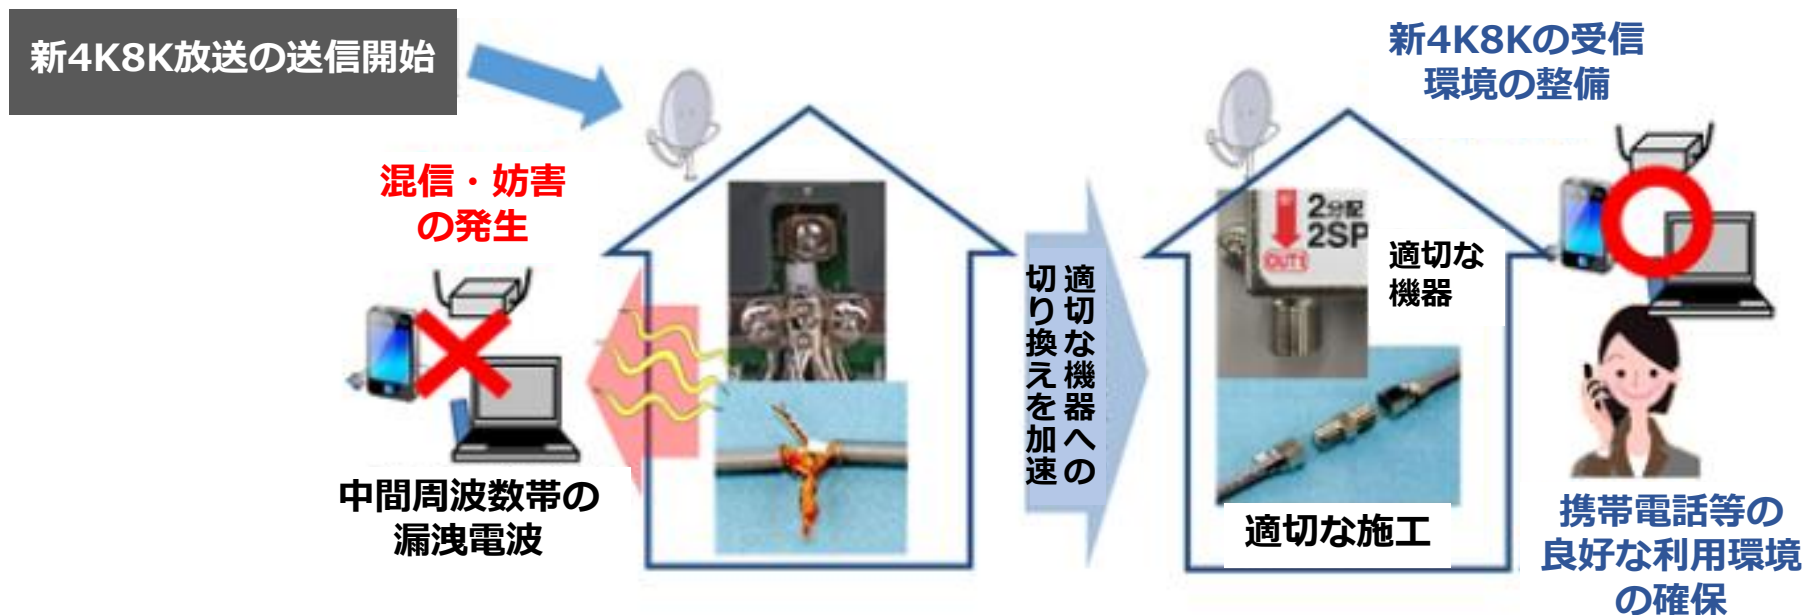 新4K8K放送の送信開始
混信・妨害
の発生
中間周波数帯の
漏洩電波
適切な機器への
切り換えを加速
新4K8Kの受信
環境の整備
2分配
2SP
OUT1
適切な
機器
適切な施工
携帯電話等の
良好な利用環境
の確保